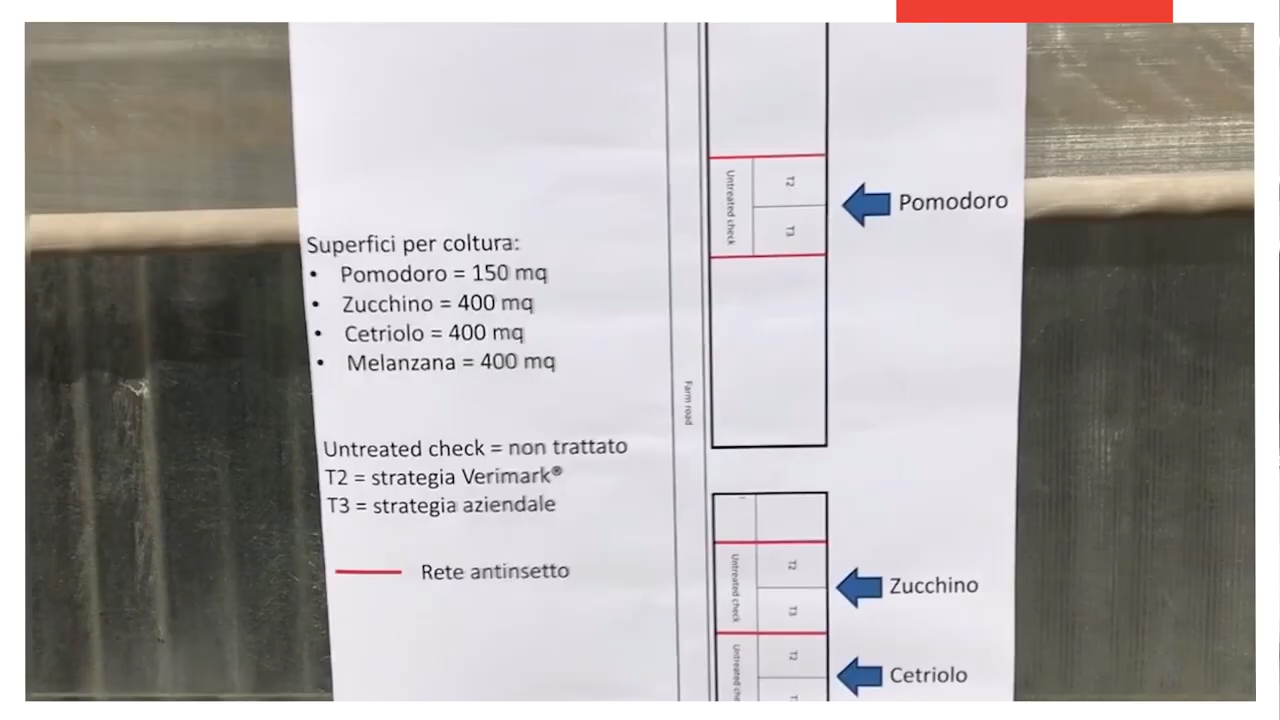 Superfici per coltura:
• Pomodoro = 150 mq
• Zucchino = 400 mq
• Cetriolo = 400 mq
• Melanzana = 400 mq
Untreated check = non trattato
T2 = strategia Verimark®
T3 = strategia aziendale
Rete antinsetto
Farm road
Untreated check
T2
T3
Pomodoro
Untreated check
T2
T3
Zucchino
Untreated che
T2
Cetriolo